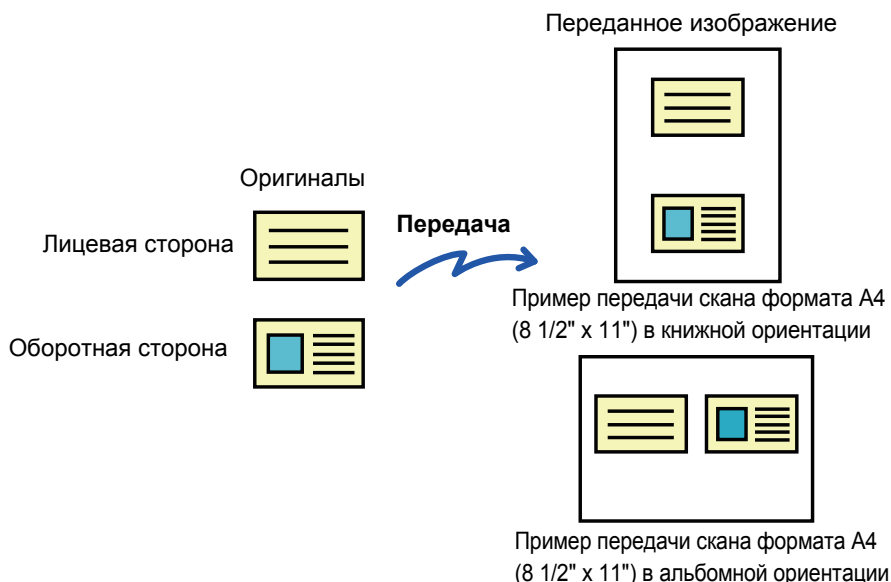 Переданное изображение
Оригиналы
Лицевая сторона
Передача
Оборотная сторона
Пример передачи скана формата A4
(8 1/2" x 11") в книжной ориентации
Пример передачи скана формата A4
(8 1/2" x 11") в альбомной ориентации